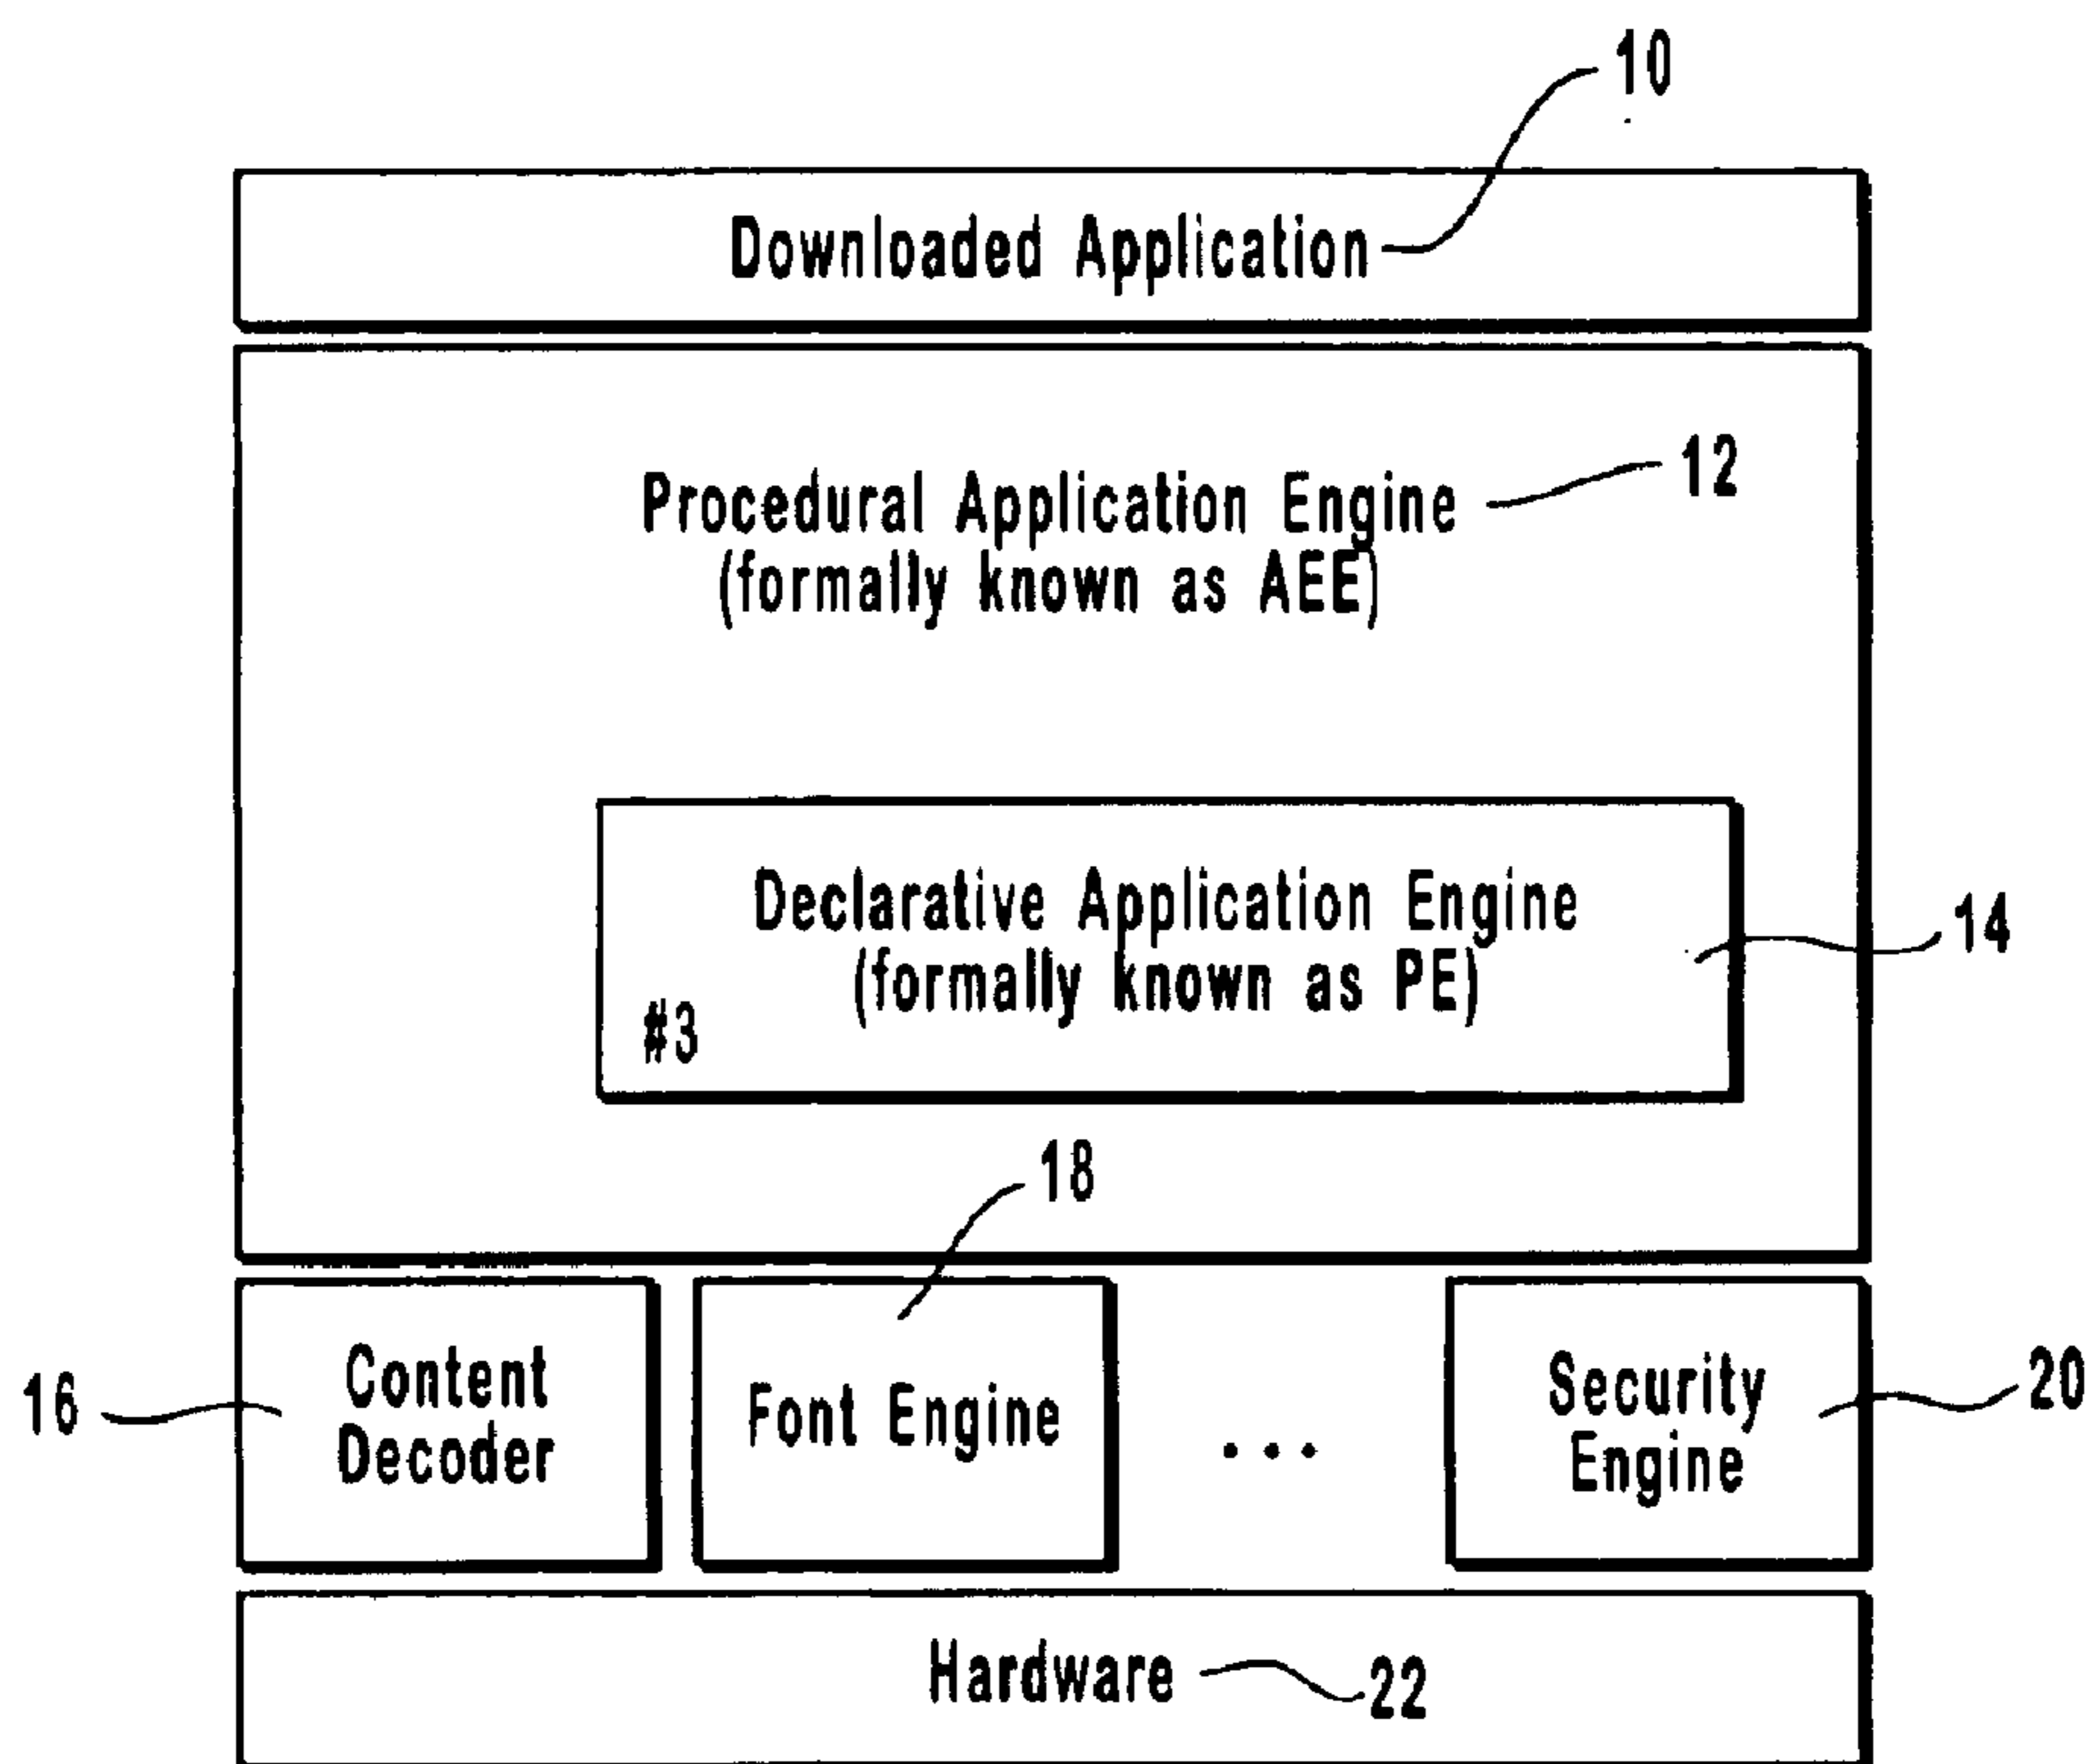 10
Downloaded Application
12
Procedural Application Engine
(formally known as AEE)
Declarative Application Engine
(formally known as PE)
14
#3
18
16
Content
Decoder
Font Engine
...
Security
Engine
20
Hardware
22